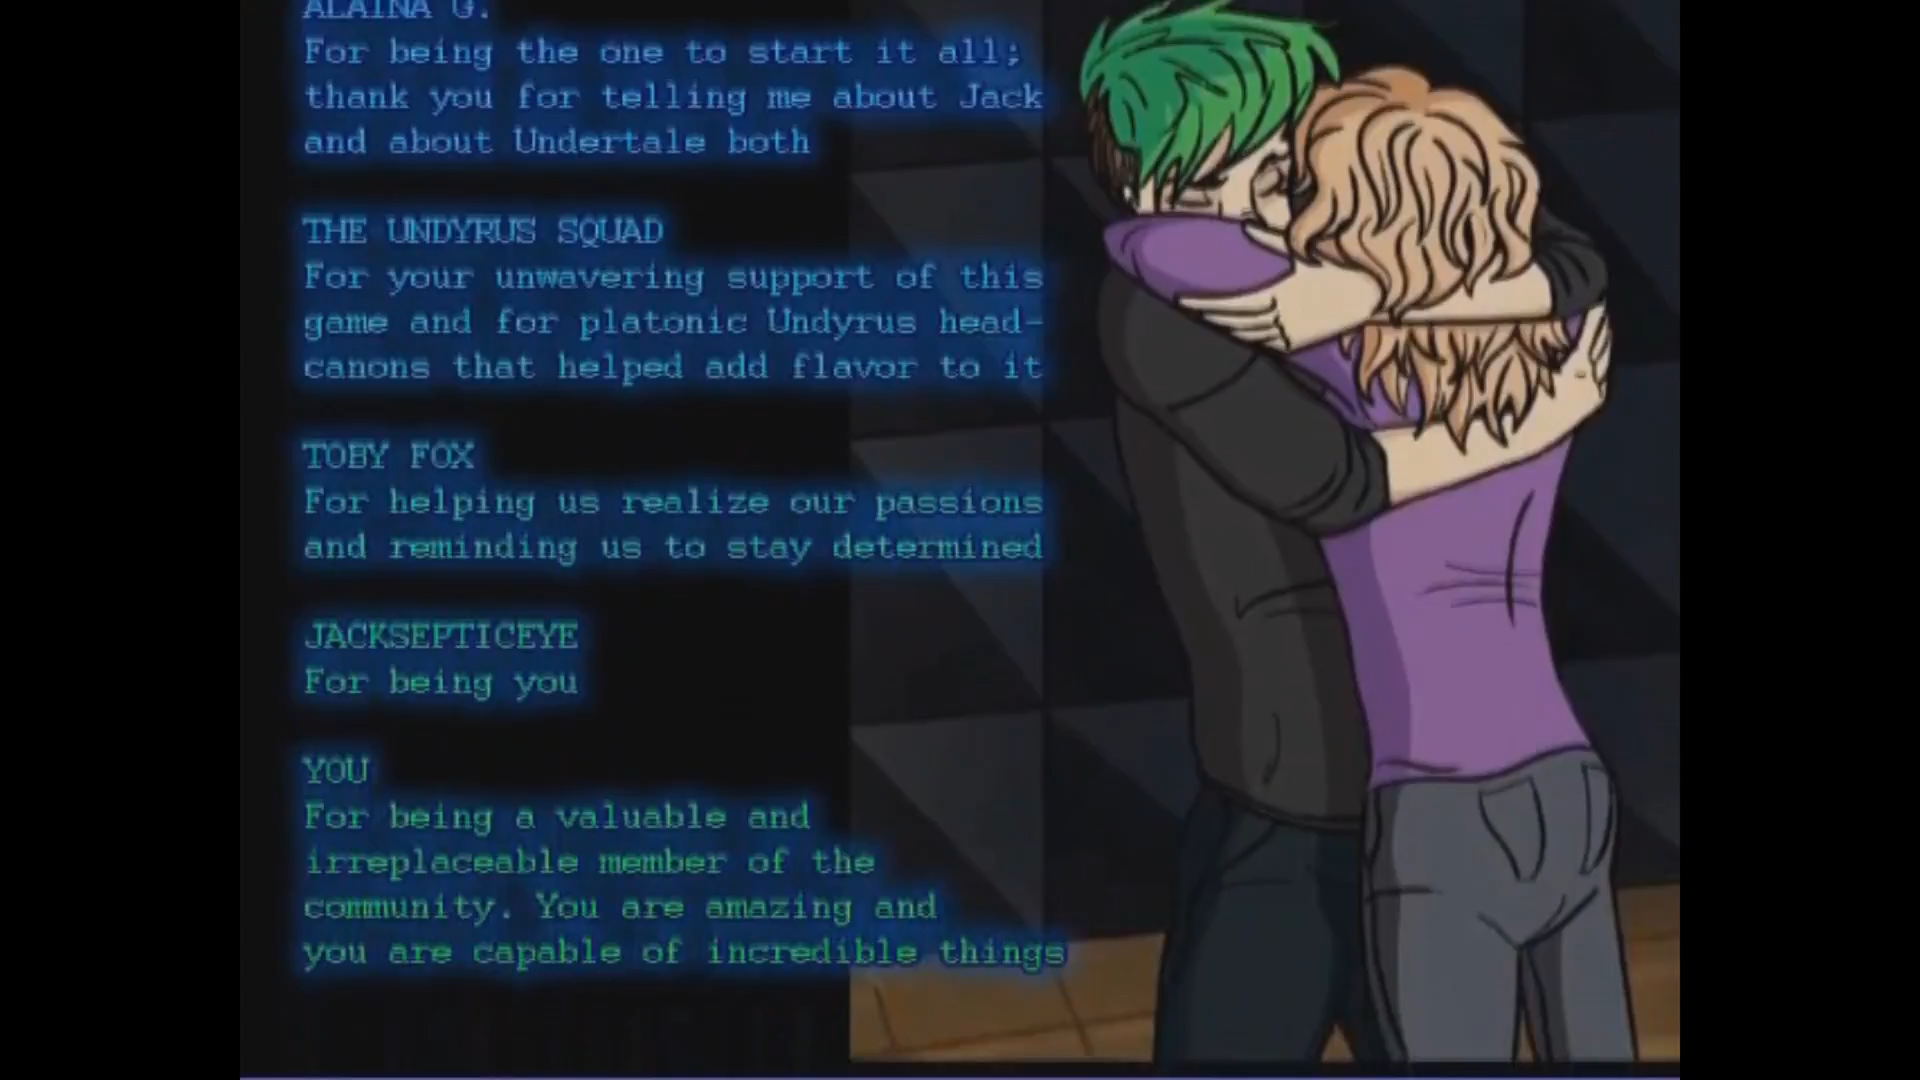 ALAINA G.
For being the one to start it all;
thank you for telling me about Jack
and about Undertale both
THE UNDYRUS SQUAD
For your unwavering support of this
game and for platonic Undyrus head-
canons that helped add flavor to it
TOBY FOX
For helping us realize our passions
and reminding us to stay determined
JACKSEPTICEYE
For being you
YOU
For being a valuable and
irreplaceable member of the
community. You are amazing and
you are capable of incredible things